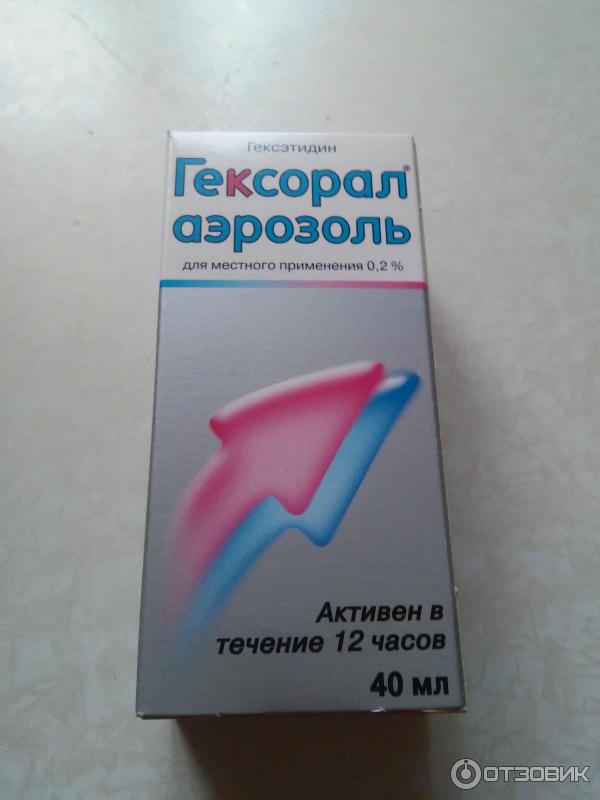 Гексэтидин
Гексорал®
аэрозоль
для местного применения 0,2 %
Активен в
течение 12 часов
40 мл
ОТЗОВИК